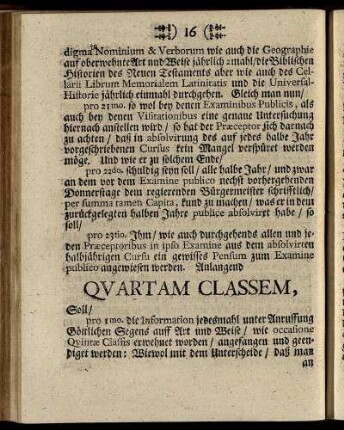 16
digma Nominium & Verborum wie auch die Geographie
auf oberwehnte Art und Weise jährlich 2mahl/ die Biblischen
Historien des Neuen Testaments aber wie auch des Cel-
larii Librum Memorialem Latinitatis und die Universal-
Historie jährlich einmahl durchgehen. Gleich man nun/
pro 21mo. so wol bey denen Examinibus Publicis, als
auch bey denen Visitationibus eine genaue Untersuchung
hiernach anstellen wird/ so hat der Præceptor sich darnach
zu achten/ daß in absolvirung des auf jedes halbe Jahr
vorgeschriebenen Cursus kein Mangel verspüret werden
möge. Und wie er zu solchem Ende/
pro 22do. schuldig seyn soll/ alle halbe Jahr/ und zwar
an dem vor dem Examine publico nechst vorhergehenden
Donnerstage dem regierenden Bürgermeister schrifftlich/
per summa tamen Capita, kund zu machen/ was er in dem
zurückgelegten halben Jahre publice absolvirt habe/ so
soll/
pro 23tio. Ihm/ wie auch durchgehends allen und je-
den Præceptoribus in ipso Examine aus dem absolvirten
halbjährigen Cursu ein gewisses Pensum zum Examine
publico angewiesen werden. Anlangend
QVARTAM CLASSEM,
Soll/
pro 1mo. die Information jedesmahl unter Anruffung
Göttlichen Segens auff Art und Weise/ wie occasione
Qvintæ Classis erwehnet worden/ angefangen und geen-
diget werden: Wiewol mit dem Unterscheide/ daß man
an